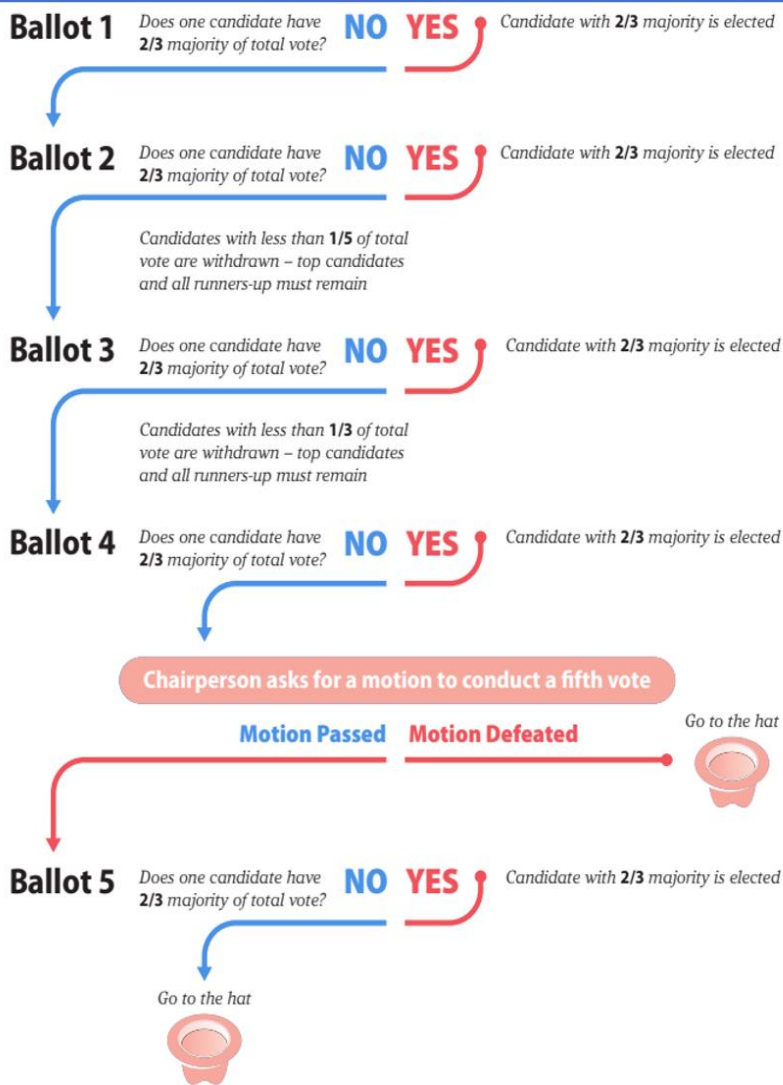 Ballot 1
Does one candidate have
2/3 majority of total vote?
NO YES
Candidate with 2/3 majority is elected
Ballot 2
Does one candidate have
2/3 majority of total vote?
NO YES
Candidate with 2/3 majority is elected
Candidates with less than 1/5 of total
vote are withdrawn – top candidates
and all runners-up must remain
Ballot 3
Does one candidate have
2/3 majority of total vote?
NO YES
Candidate with 2/3 majority is elected
Candidates with less than 1/3 of total
vote are withdrawn – top candidates
and all runners-up must remain
Ballot 4
Does one candidate have
2/3 majority of total vote?
NO YES
Candidate with 2/3 majority is elected
Chairperson asks for a motion to conduct a fifth vote
Motion Passed Motion Defeated
Go to the hat
Ballot 5
Does one candidate have
2/3 majority of total vote?
NO YES
Candidate with 2/3 majority is elected
Go to the hat